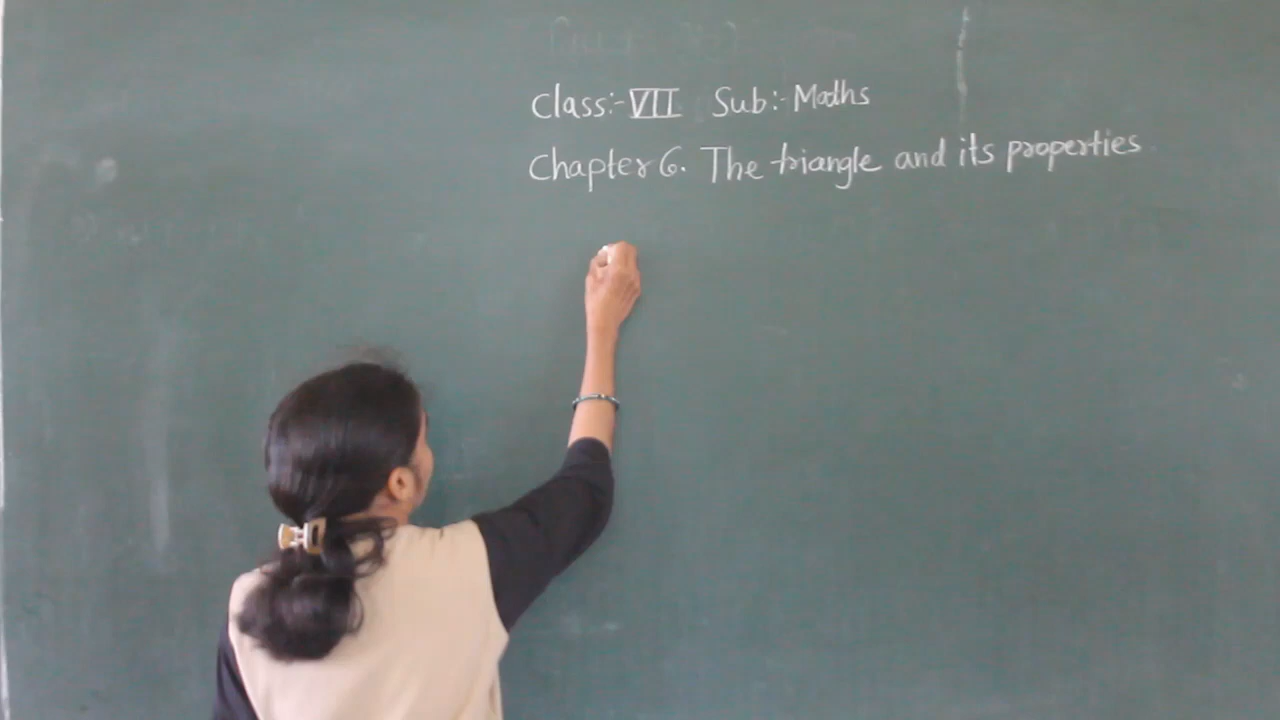 Class:- VII Sub:- Maths
Chapter 6. The triangle and its properties